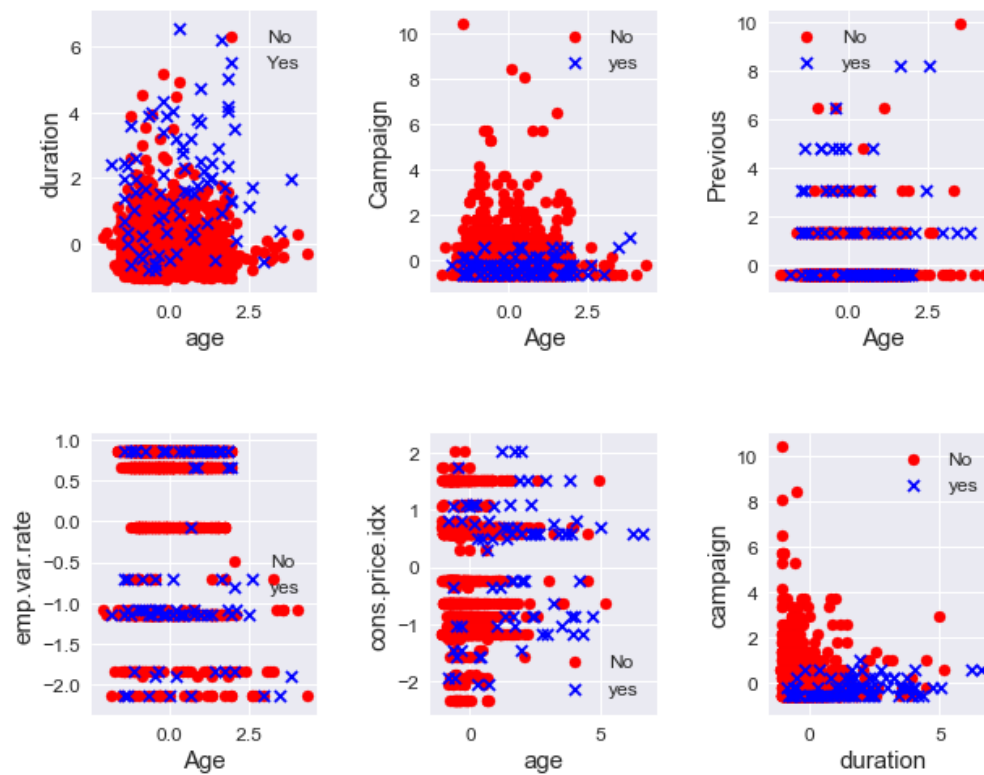 6
4
2
0
duration
0.0
2.5
age
No
Yes
10
8
6
4
2
0
Campaign
0.0
2.5
Age
No
yes
10
8
6
4
2
0
Previous
0.0
2.5
Age
No
yes
1.0
0.5
0.0
−0.5
−1.0
−1.5
−2.0
emp.var.rate
0.0
2.5
Age
No
yes
2
1
0
−1
−2
cons.price.idx
0
5
age
No
yes
10
8
6
4
2
0
campaign
0
5
duration
No
yes